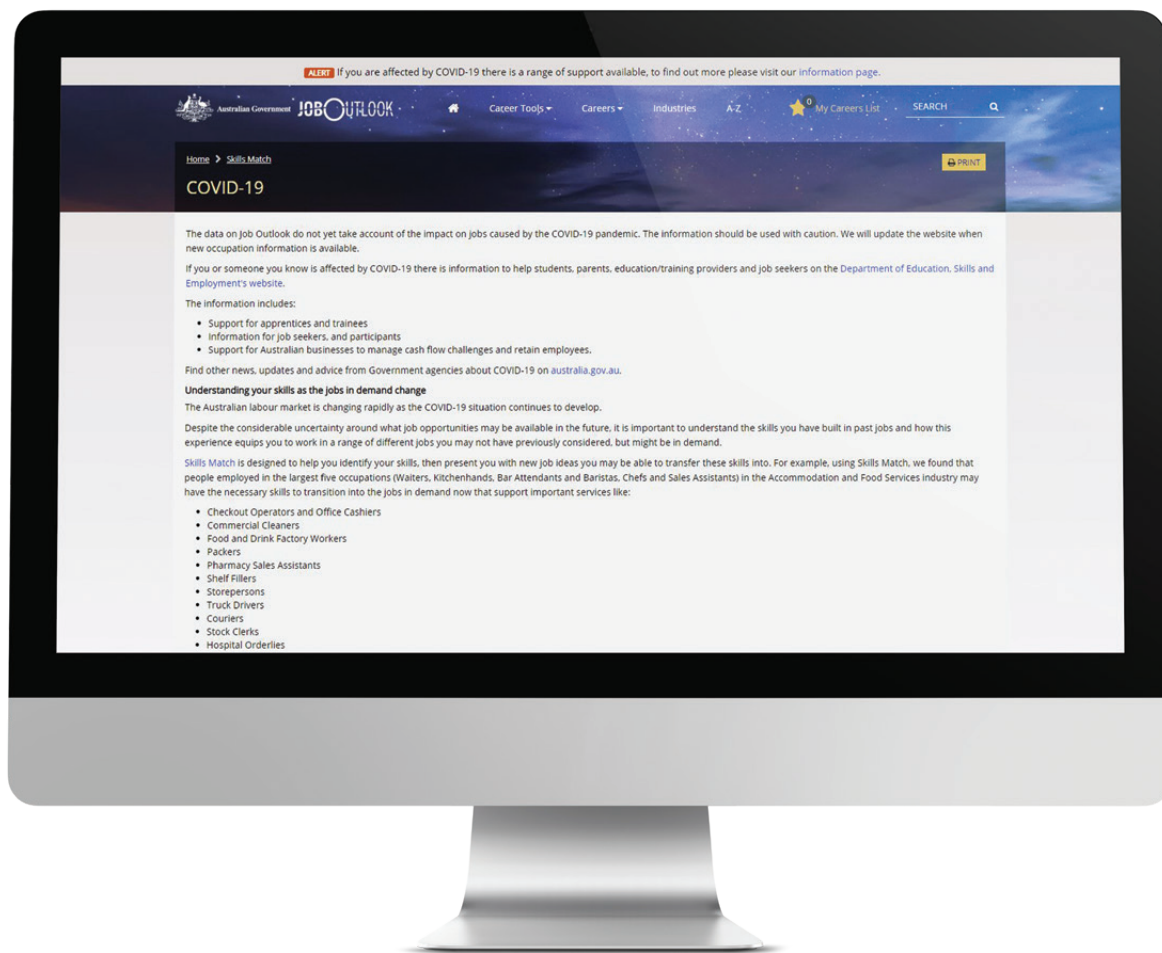 ALERT If you are affected by COVID-19 there is a range of support available, to find out more please visit our information page.
Australian Government JOBOUTLOOK Career Tools Careers Industries A-Z 0 My Careers List SEARCH
Home > Skills Match
PRINT
COVID-19
The data on Job Outlook do not yet take account of the impact on jobs caused by the COVID-19 pandemic. The information should be used with caution. We will update the website when
new occupation information is available.
If you or someone you know is affected by COVID-19 there is information to help students, parents, education/training providers and job seekers on the Department of Education, Skills and
Employment's website.
The information includes:
• Support for apprentices and trainees
• Information for job seekers, and participants
• Support for Australian businesses to manage cash flow challenges and retain employees.
Find other news, updates and advice from Government agencies about COVID-19 on australia.gov.au.
Understanding your skills as the jobs in demand change
The Australian labour market is changing rapidly as the COVID-19 situation continues to develop.
Despite the considerable uncertainty around what job opportunities may be available in the future, it is important to understand the skills you have built in past jobs and how this
experience equips you to work in a range of different jobs you may not have previously considered, but might be in demand.
Skills Match is designed to help you identify your skills, then present you with new job ideas you may be able to transfer these skills into. For example, using Skills Match, we found that
people employed in the largest five occupations (Waiters, Kitchenhands, Bar Attendants and Baristas, Chefs and Sales Assistants) in the Accommodation and Food Services industry may
have the necessary skills to transition into the jobs in demand now that support important services like:
• Checkout Operators and Office Cashiers
• Commercial Cleaners
• Food and Drink Factory Workers
• Packers
• Pharmacy Sales Assistants
• Shelf Fillers
• Storepersons
• Truck Drivers
• Couriers
• Stock Clerks
• Hospital Orderlies